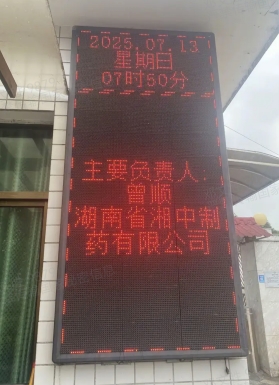 2025.07.13
星期日
07时50分
主要负责人:
曾顺
湖南省湘中制
药有限公司